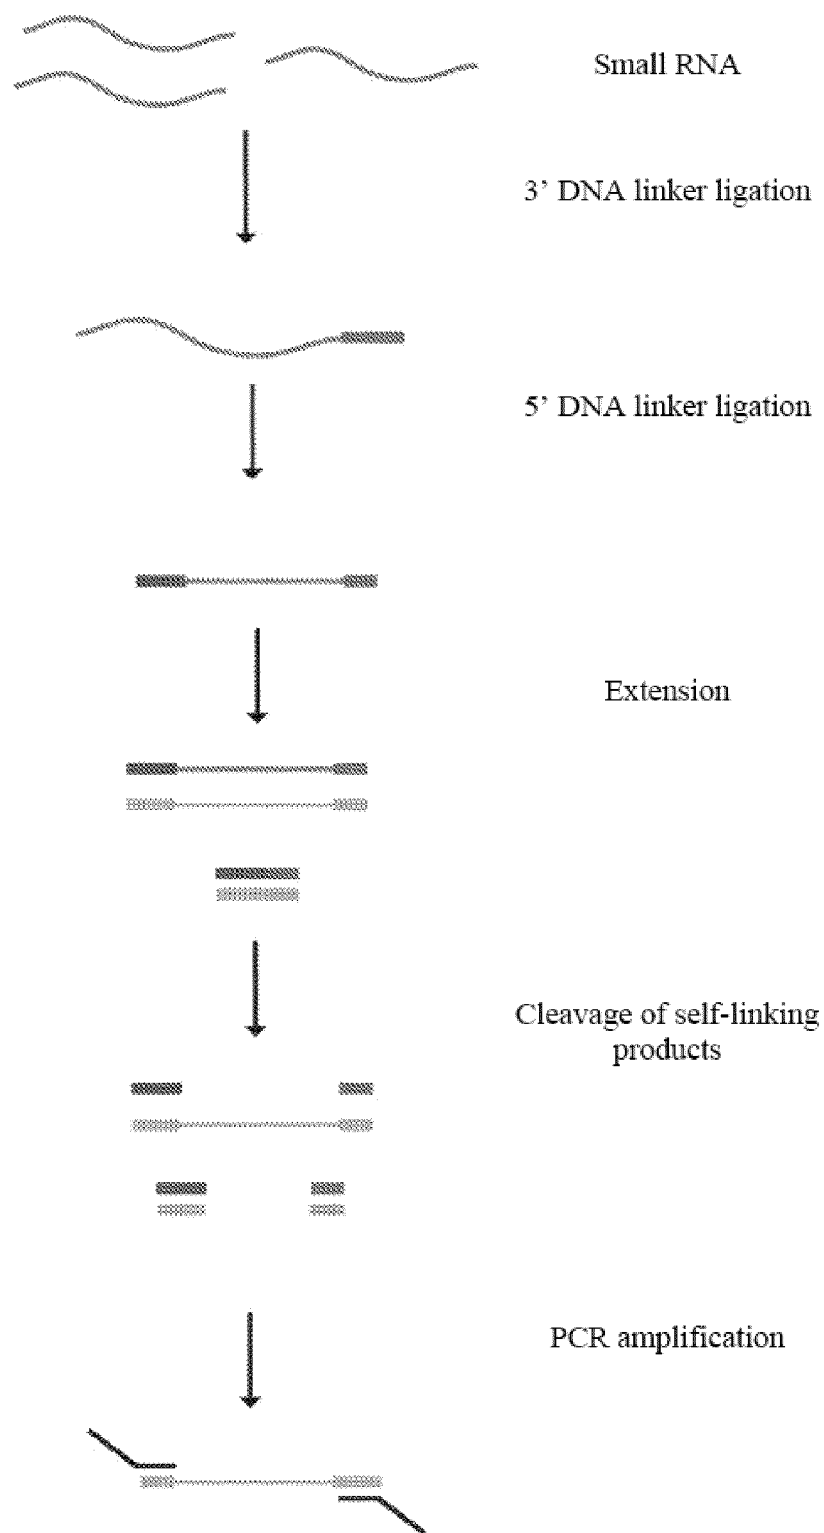 Small RNA
3’ DNA linker ligation
5’ DNA linker ligation
Extension
Cleavage of self-linking
products
PCR amplification